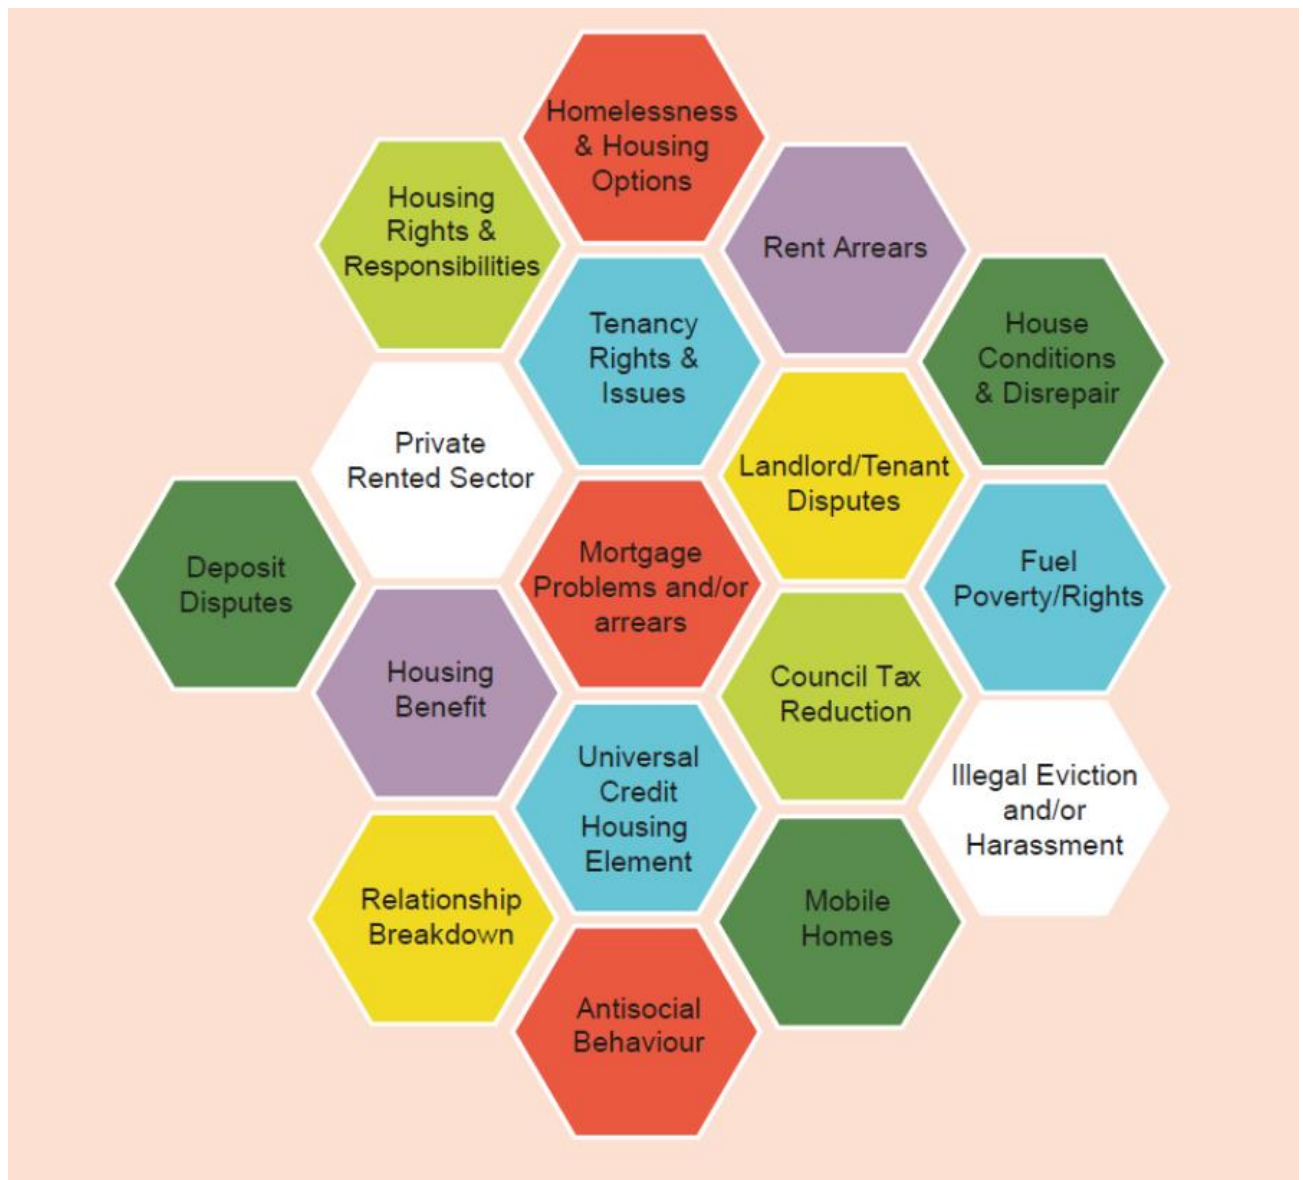 Homelessness
& Housing
Options
Housing
Rights &
Responsibilities
Rent Arrears
Tenancy
Rights &
Issues
House
Conditions
& Disrepair
Private
Rented Sector
Landlord/Tenant
Disputes
Deposit
Disputes
Mortgage
Problems and/or
arrears
Fuel
Poverty/Rights
Housing
Benefit
Council Tax
Reduction
Universal
Credit
Housing
Element
Illegal Eviction
and/or
Harassment
Relationship
Breakdown
Mobile
Homes
Antisocial
Behaviour